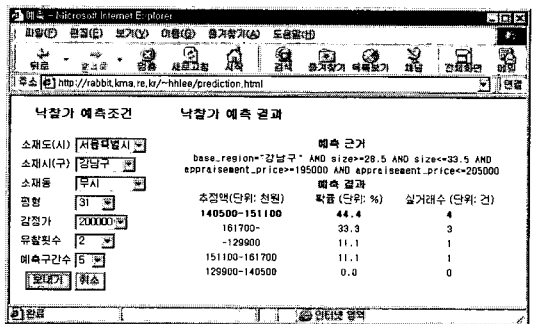 예측 - Microsoft Internet Explorer
파일(F) 편집(E) 보기(V) 이동(G) 즐겨찾기(A) 도움말(H)
뒤로 멈춤 새로고침 시작 검색 즐겨찾기 목록보기 채널 전체화면 메일
주소 http://rabbit.kma.re.kr/~hhlee/prediction.html 연결
낙찰가 예측조건
소재도(시) 서울특별시
소재시(구) 강남구
소재동 무시
평형 31
감정가 200000
유찰횟수 2
예측구간수 5
보내기 취소
낙찰가 예측 결과
예측 근거
base_region="강남구" AND size>=28.5 AND size<=33.5 AND
appraisement_price>=195000 AND appraisement_price<=205000
예측 결과
추정액(단위: 천원) 확률 (단위: %) 실거래수 (단위: 건)
140500-151100 44.4 4
161700- 33.3 3
-129900 11.1 1
151100-161700 11.1 1
129900-140500 0.0 0
완료 인터넷 영역